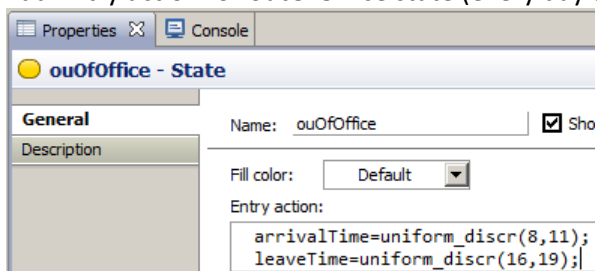 Properties Console
ouOfOffice - State
General
Name: ouOfOffice Sho
Description
Fill color: Default
Entry action:
arrivalTime=uniform_discr(8,11);
leaveTime=uniform_discr(16,19);